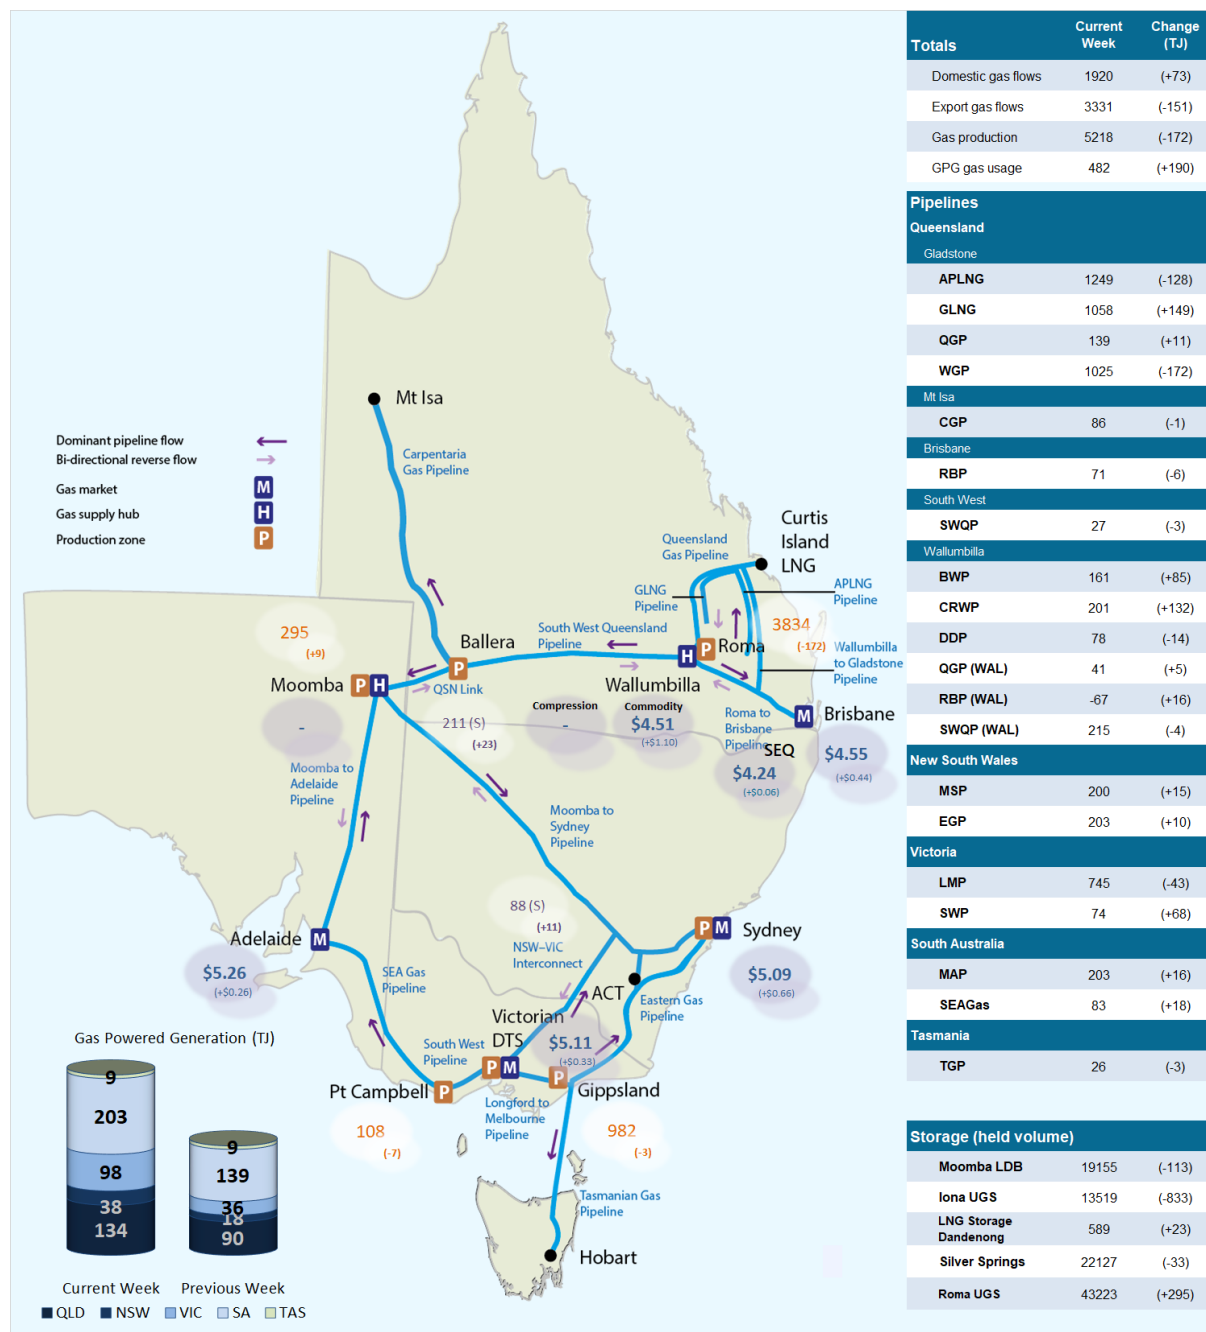 Mt Isa
Dominant pipeline flow
Bi-directional reverse flow
Gas market M
Gas supply hub H
Production zone P
Carpentaria
Gas Pipeline
Curtis
Island
LNG
Queensland
Gas Pipeline
GLNG
Pipeline
APLNG
Pipeline
295
(+9)
Ballera
South West Queensland
Pipeline
3834
(-172)
P
H
P
Roma
Wallumbilla
to Gladstone
Pipeline
Moomba
P
H
QSN Link
Wallumbilla
-
211 (S)
(+23)
Compression
-
Commodity
$4.51
(+$1.10)
Roma to
Brisbane
Pipeline
M
Brisbane
SEQ
$4.24
(+$0.06)
$4.55
(+$0.44)
Moomba to
Adelaide
Pipeline
Moomba to
Sydney
Pipeline
88 (S)
(+11)
NSW–VIC
Interconnect
P
M
Sydney
$5.09
(+$0.66)
Adelaide
M
$5.26
(+$0.26)
SEA Gas
Pipeline
ACT
Eastern Gas
Pipeline
Victorian
DTS
$5.11
(+$0.33)
South West
Pipeline
P
M
P
Gippsland
Pt Campbell
P
108
(-7)
Longford to
Melbourne
Pipeline
982
(-3)
Tasmanian Gas
Pipeline
Hobart
Gas Powered Generation (TJ)
9
203
98
38
134
9
139
36
18
90
Current Week
Previous Week
QLD NSW VIC SA TAS
Totals Current Week Change (TJ)
Domestic gas flows 1920 (+73)
Export gas flows 3331 (-151)
Gas production 5218 (-172)
GPG gas usage 482 (+190)
Pipelines
Queensland
Gladstone
APLNG 1249 (-128)
GLNG 1058 (+149)
QGP 139 (+11)
WGP 1025 (-172)
Mt Isa
CGP 86 (-1)
Brisbane
RBP 71 (-6)
South West
SWQP 27 (-3)
Wallumbilla
BWP 161 (+85)
CRWP 201 (+132)
DDP 78 (-14)
QGP (WAL) 41 (+5)
RBP (WAL) -67 (+16)
SWQP (WAL) 215 (-4)
New South Wales
MSP 200 (+15)
EGP 203 (+10)
Victoria
LMP 745 (-43)
SWP 74 (+68)
South Australia
MAP 203 (+16)
SEAGas 83 (+18)
Tasmania
TGP 26 (-3)
Storage (held volume)
Moomba LDB 19155 (-113)
Iona UGS 13519 (-833)
LNG Storage
Dandenong 589 (+23)
Silver Springs 22127 (-33)
Roma UGS 43223 (+295)